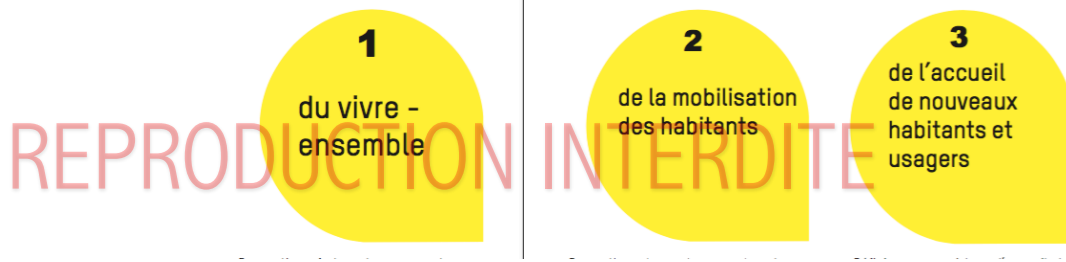 1
du vivre -
ensemble
2
de la mobilisation
des habitants
3
de l'accueil
de nouveaux
habitants et
usagers
REPRODUCTION INTERDITE